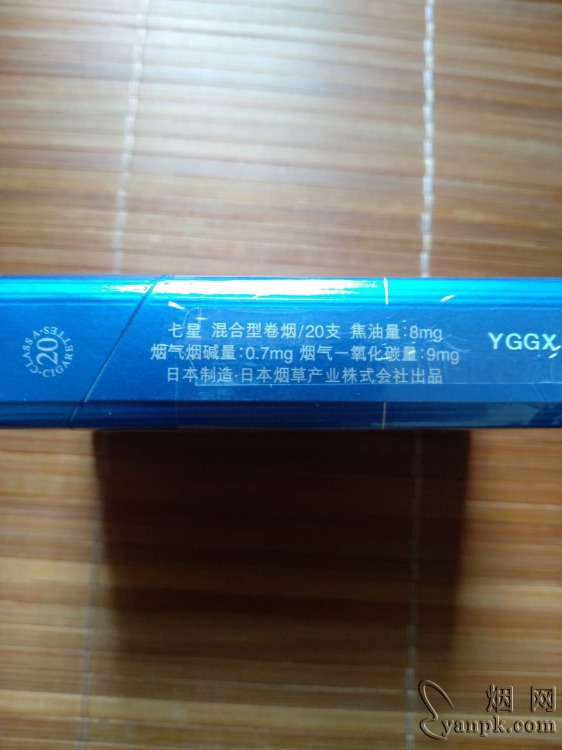 CLASS A CIGARETTES
20
七星 混合型卷烟/20支 焦油量:8mg
烟气烟碱量:0.7mg 烟气一氧化碳量:9mg
日本制造·日本烟草产业株式会社出品
YGGX
烟网
yanpk.com